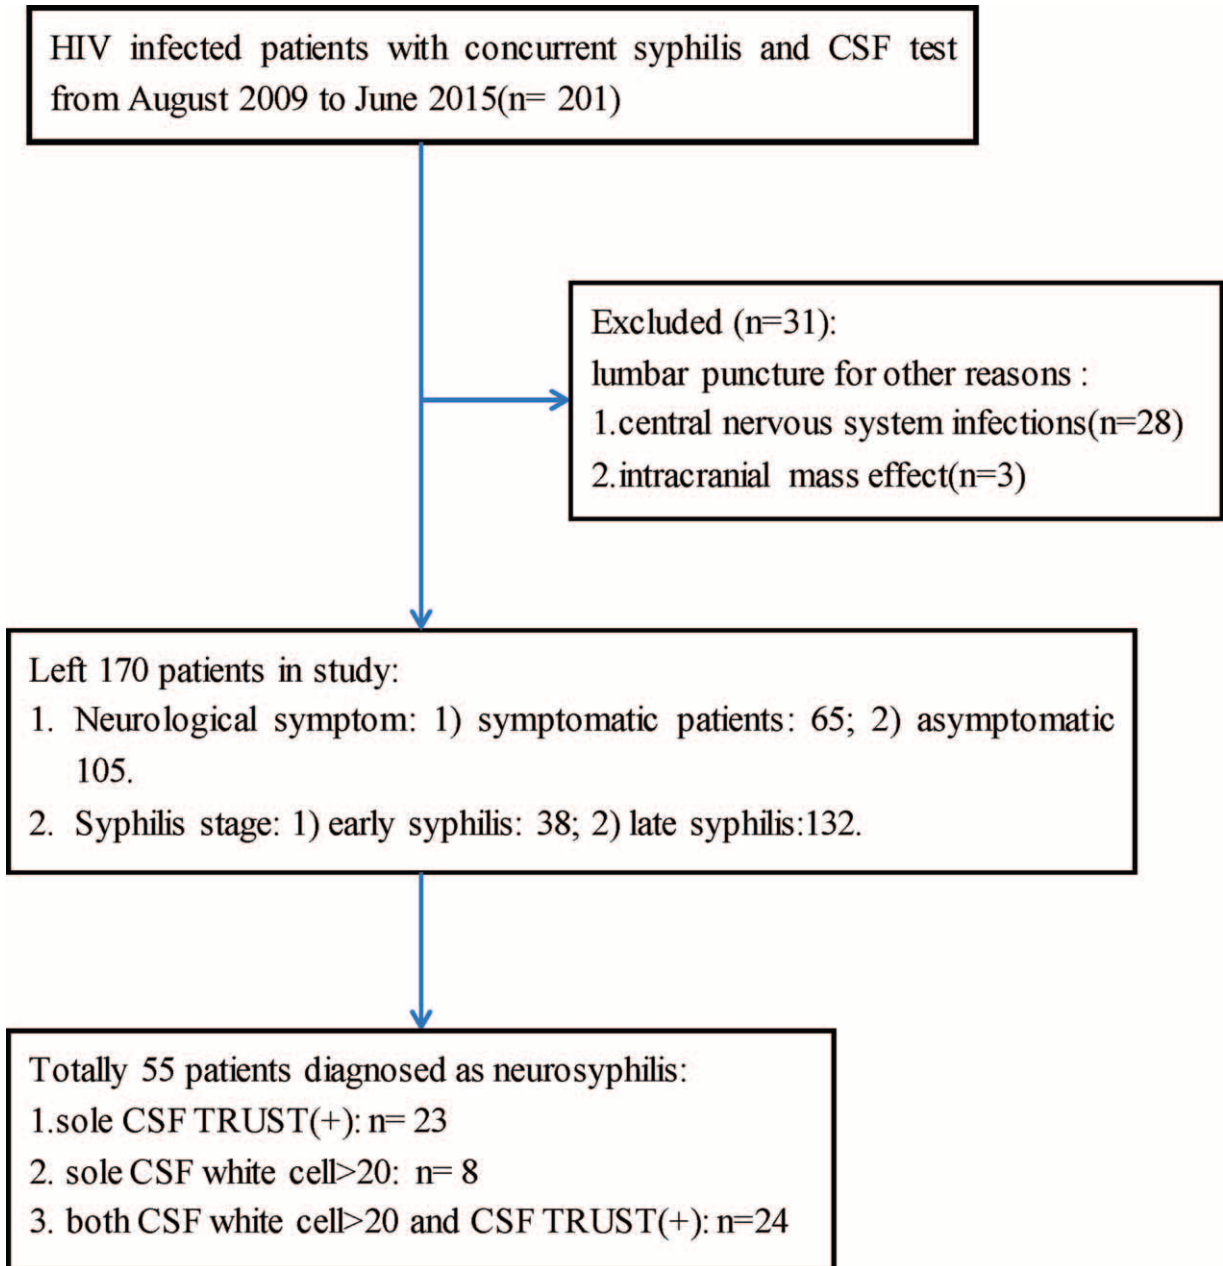 HIV infected patients with concurrent syphilis and CSF test
from August 2009 to June 2015(n= 201)
Excluded (n=31):
lumbar puncture for other reasons :
1.central nervous system infections(n=28)
2.intracranial mass effect(n=3)
Left 170 patients in study:
1. Neurological symptom: 1) symptomatic patients: 65; 2) asymptomatic
105.
2. Syphilis stage: 1) early syphilis: 38; 2) late syphilis:132.
Totally 55 patients diagnosed as neurosyphilis:
1.sole CSF TRUST(+): n= 23
2. sole CSF white cell>20: n= 8
3. both CSF white cell>20 and CSF TRUST(+): n=24